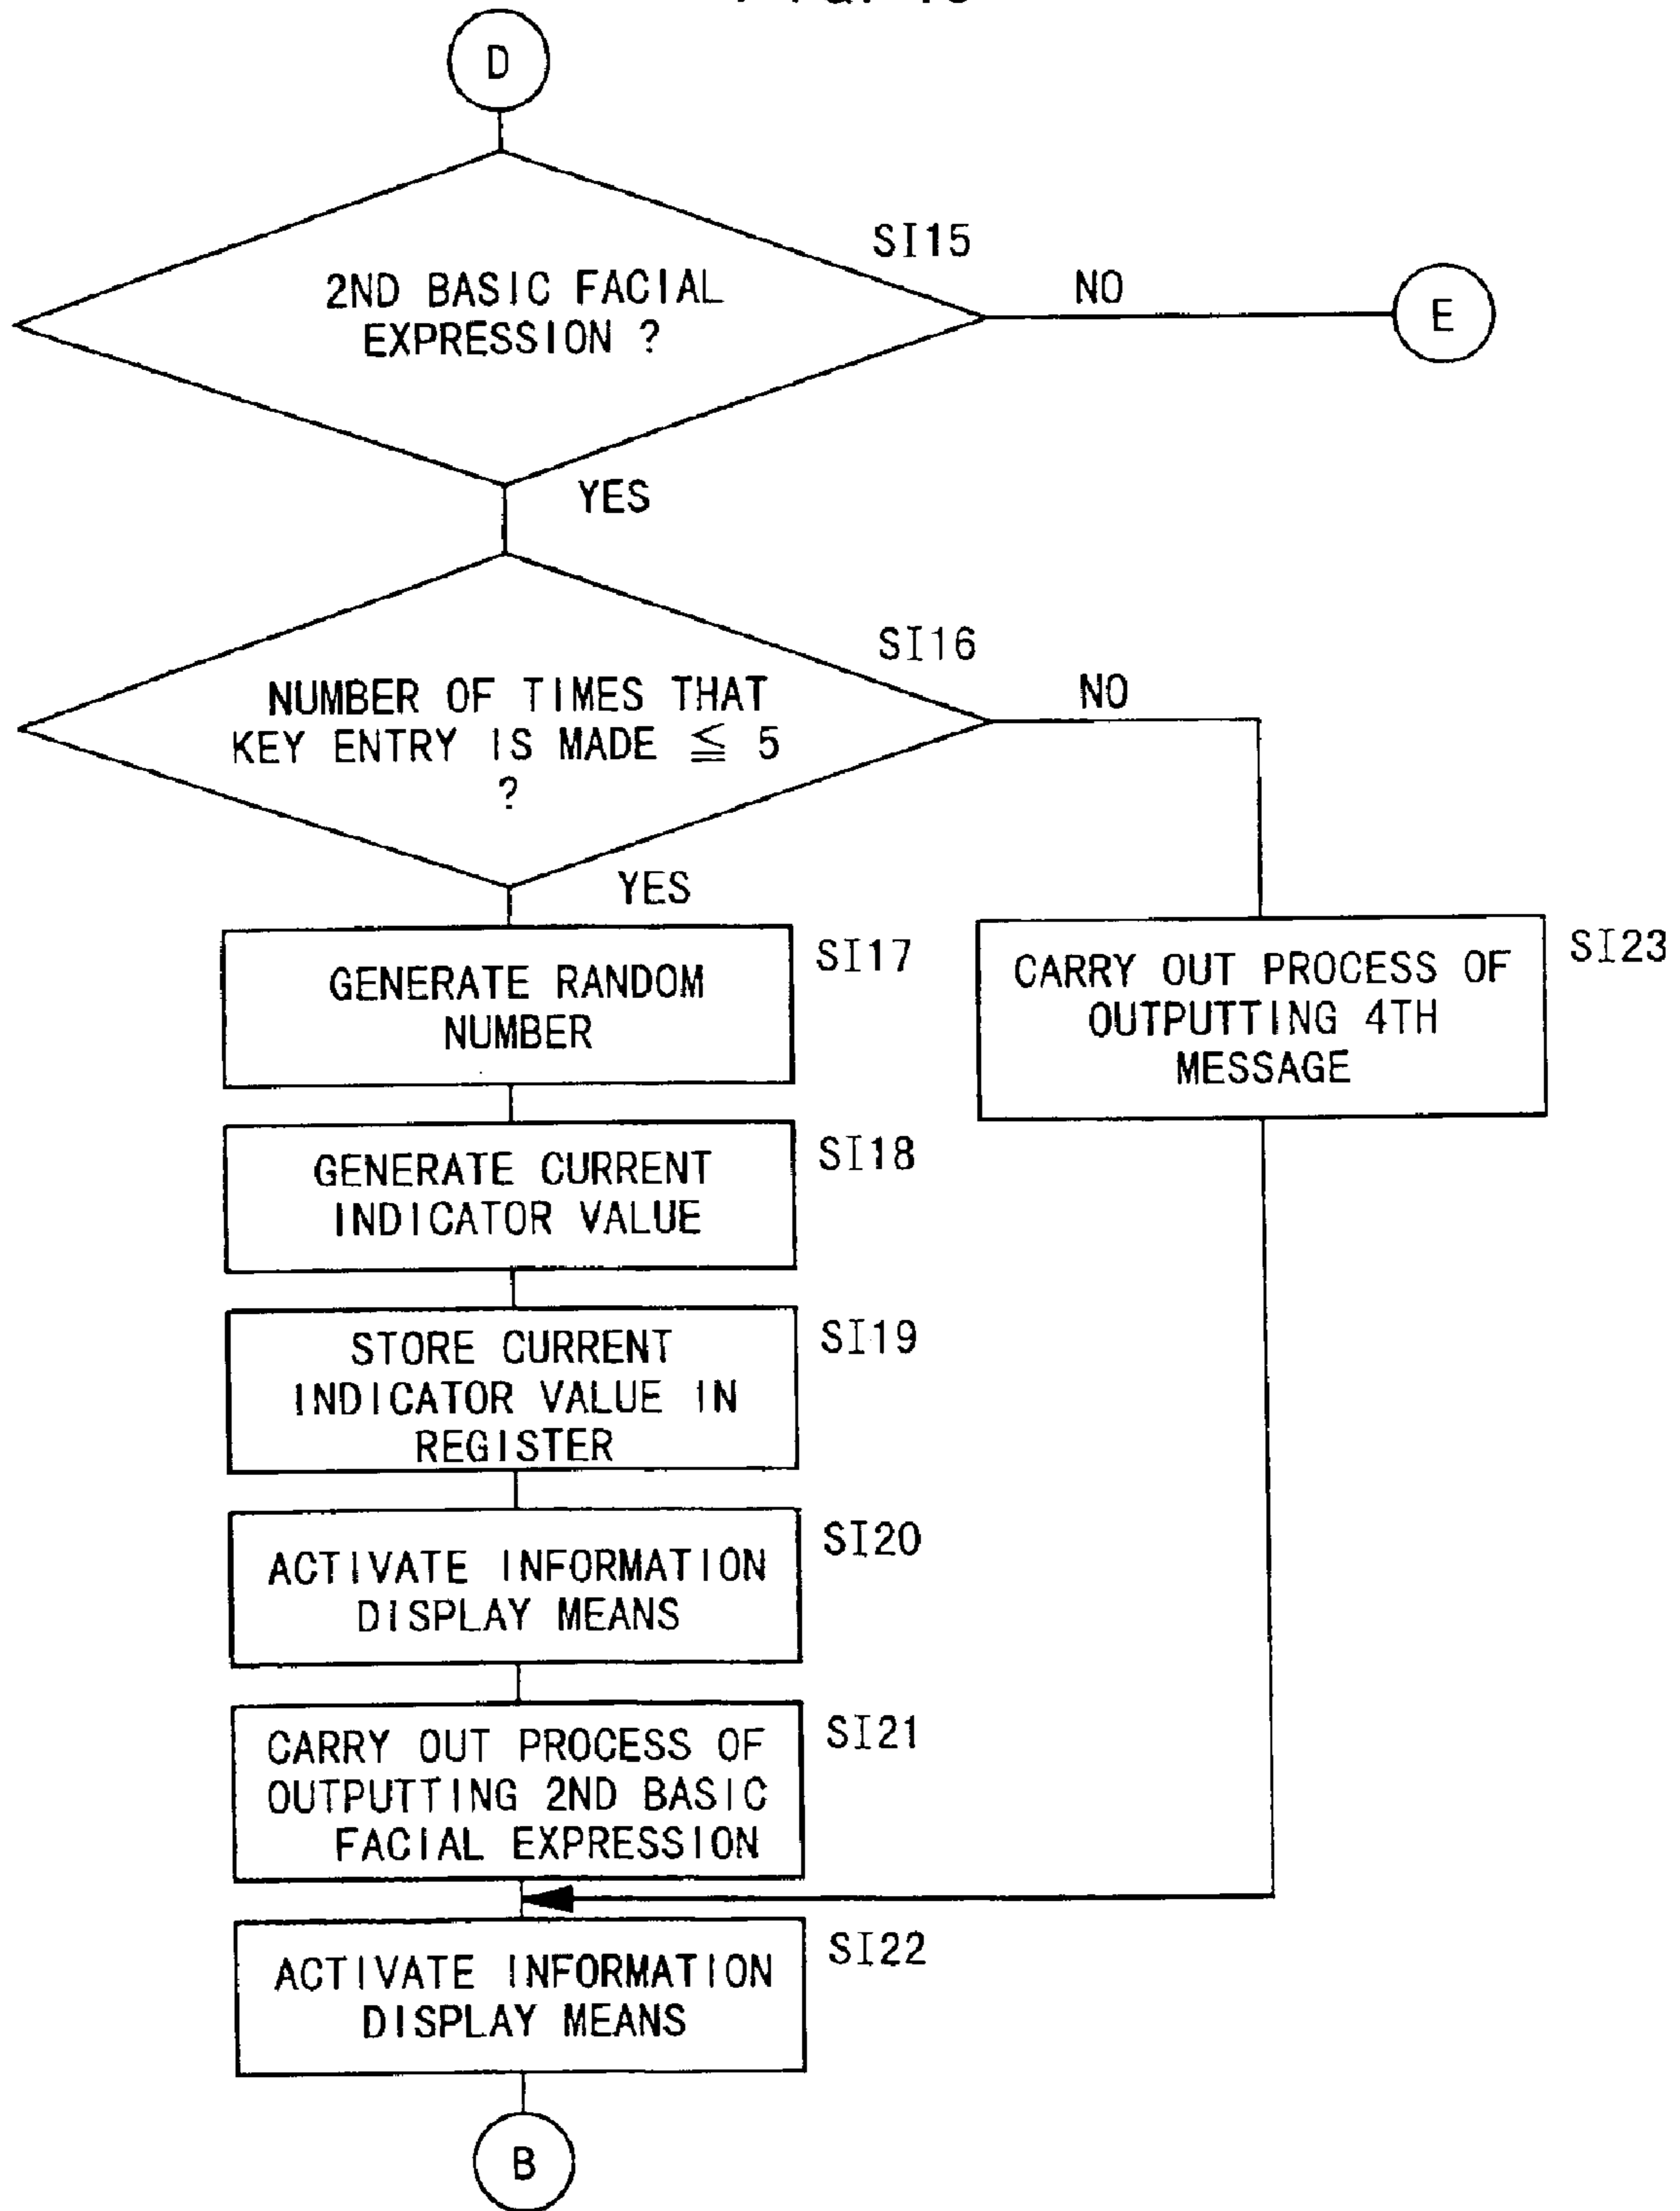 D
SI15
2ND BASIC FACIAL
EXPRESSION ?
NO
E
YES
SI16
NUMBER OF TIMES THAT
KEY ENTRY IS MADE ≦ 5
?
NO
YES
GENERATE RANDOM
NUMBER
SI17
CARRY OUT PROCESS OF
OUTPUTTING 4TH
MESSAGE
SI23
GENERATE CURRENT
INDICATOR VALUE
SI18
STORE CURRENT
INDICATOR VALUE IN
REGISTER
SI19
ACTIVATE INFORMATION
DISPLAY MEANS
SI20
CARRY OUT PROCESS OF
OUTPUTTING 2ND BASIC
FACIAL EXPRESSION
SI21
ACTIVATE INFORMATION
DISPLAY MEANS
SI22
B